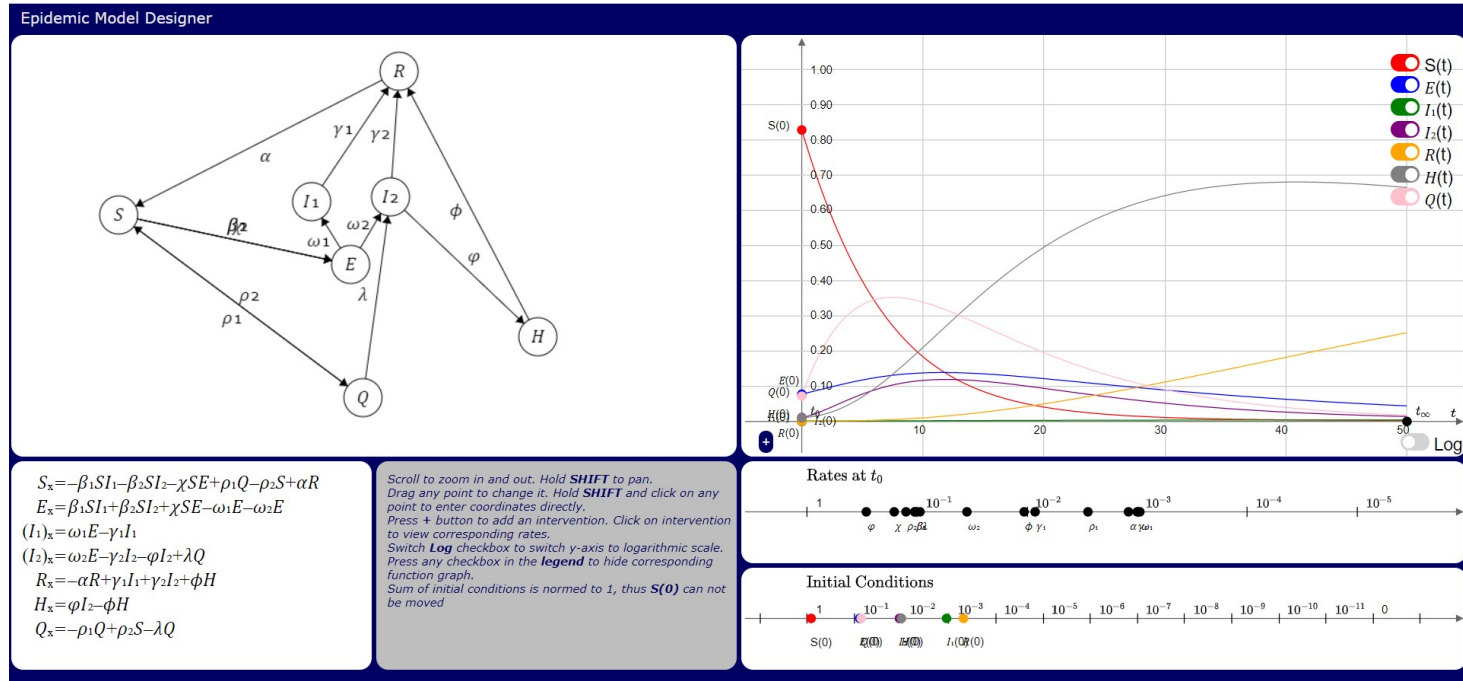 Epidemic Model Designer
R
γ1
γ2
α
I1
I2
S
ϕ
ω1
ω2
E
φ
λ
ρ2
ρ1
H
Q
1.00
0.90
0.80
0.70
0.60
0.50
0.40
0.30
0.20
0.10
S(0)
E(0)
Q(0)
R(0)
I₁(0)
t₀
10
20
30
40
50
t∞
t
S(t)
E(t)
I₁(t)
I₂(t)
R(t)
H(t)
Q(t)
+
Log
Sₓ=–β₁SI₁–β₂SI₂–χSE+ρ₁Q–ρ₂S+αR
Eₓ=β₁SI₁+β₂SI₂+χSE–ω₁E–ω₂E
(I₁)ₓ=ω₁E–γ₁I₁
(I₂)ₓ=ω₂E–γ₂I₂–φI₂+λQ
Rₓ=–αR+γ₁I₁+γ₂I₂+ϕH
Hₓ=φI₂–ϕH
Qₓ=–ρ₁Q+ρ₂S–λQ
Scroll to zoom in and out. Hold SHIFT to pan.
Drag any point to change it. Hold SHIFT and click on any
point to enter coordinates directly.
Press + button to add an intervention. Click on intervention
to view corresponding rates.
Switch Log checkbox to switch y-axis to logarithmic scale.
Press any checkbox in the legend to hide corresponding
function graph.
Sum of initial conditions is normed to 1, thus S(0) can not
be moved
Rates at t₀
1 10⁻¹ 10⁻² 10⁻³ 10⁻⁴ 10⁻⁵
φ χ ρ₂ ω₂ ϕ γ₁ ρ₁ α ω₁
Initial Conditions
1 10⁻¹ 10⁻² 10⁻³ 10⁻⁴ 10⁻⁵ 10⁻⁶ 10⁻⁷ 10⁻⁸ 10⁻⁹ 10⁻¹⁰ 10⁻¹¹ 0
S(0) I₁(0) R(0)